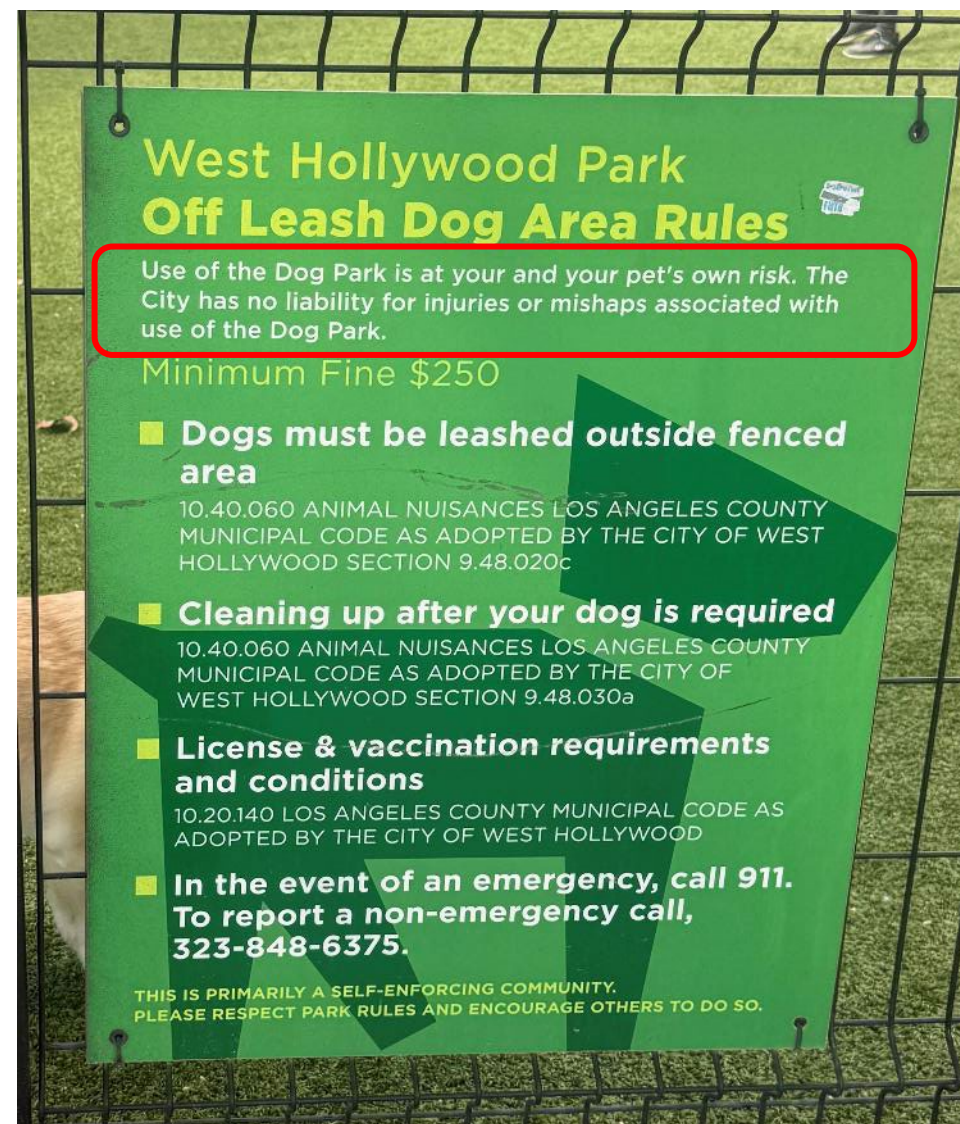 West Hollywood Park
Off Leash Dog Area Rules
Use of the Dog Park is at your and your pet's own risk. The
City has no liability for injuries or mishaps associated with
use of the Dog Park.
Minimum Fine $250
Dogs must be leashed outside fenced
area
10.40.060 ANIMAL NUISANCES LOS ANGELES COUNTY
MUNICIPAL CODE AS ADOPTED BY THE CITY OF WEST
HOLLYWOOD SECTION 9.48.020c
Cleaning up after your dog is required
10.40.060 ANIMAL NUISANCES LOS ANGELES COUNTY
MUNICIPAL CODE AS ADOPTED BY THE CITY OF
WEST HOLLYWOOD SECTION 9.48.030a
License & vaccination requirements
and conditions
10.20.140 LOS ANGELES COUNTY MUNICIPAL CODE AS
ADOPTED BY THE CITY OF WEST HOLLYWOOD
In the event of an emergency, call 911.
To report a non-emergency call,
323-848-6375.
THIS IS PRIMARILY A SELF-ENFORCING COMMUNITY.
PLEASE RESPECT PARK RULES AND ENCOURAGE OTHERS TO DO SO.